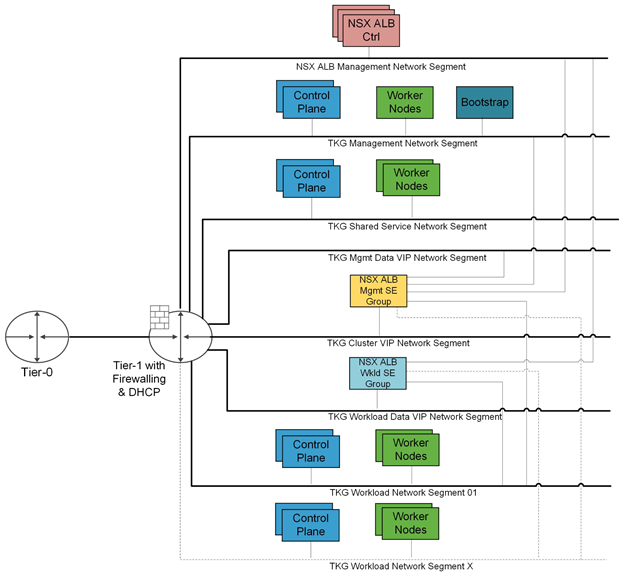 NSX ALB
Ctrl
NSX ALB Management Network Segment
Control
Plane
Worker
Nodes
Bootstrap
TKG Management Network Segment
Control
Plane
Worker
Nodes
TKG Shared Service Network Segment
TKG Mgmt Data VIP Network Segment
NSX ALB
Mgmt SE
Group
Tier-0
Tier-1 with
Firewalling
& DHCP
TKG Cluster VIP Network Segment
NSX ALB
Wkld SE
Group
TKG Workload Data VIP Network Segment
Control
Plane
Worker
Nodes
TKG Workload Network Segment 01
Control
Plane
Worker
Nodes
TKG Workload Network Segment X